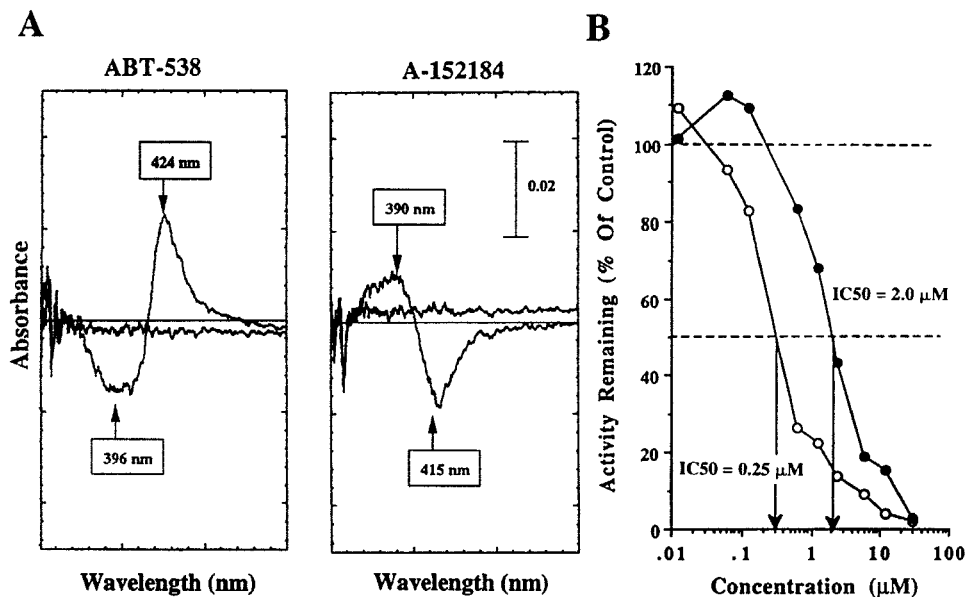 A
ABT-538
A-152184
424 nm
396 nm
390 nm
415 nm
0.02
Absorbance
Wavelength (nm)
Wavelength (nm)
B
Activity Remaining (% Of Control)
120
100
80
60
40
20
0
IC50 = 2.0 µM
IC50 = 0.25 µM
.01
.1
1
10
100
Concentration (µM)